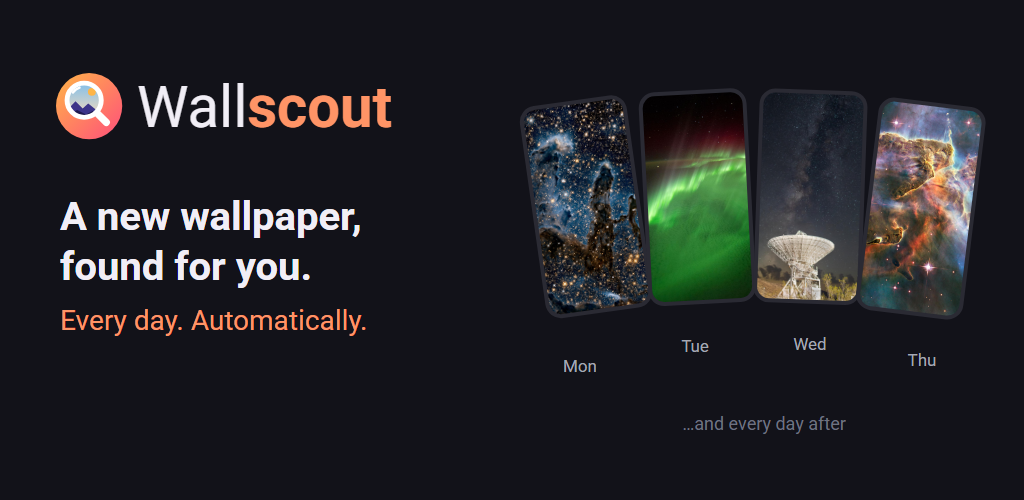 Wallscout
A new wallpaper,
found for you.
Every day. Automatically.
Mon
Tue
Wed
Thu
...and every day after